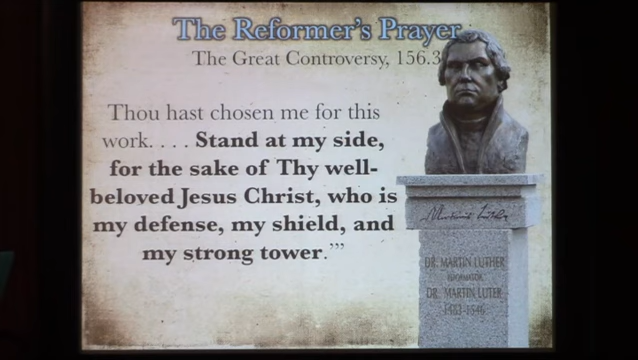 The Reformer's Prayer
The Great Controversy, 156.3
Thou hast chosen me for this
work. . . . Stand at my side,
for the sake of Thy well-
beloved Jesus Christ, who is
my defense, my shield, and
my strong tower.'”
Martin Luther
DR. MARTIN LUTHER
REFORMATOR
DR. MARTIN LUTER
1483-1546